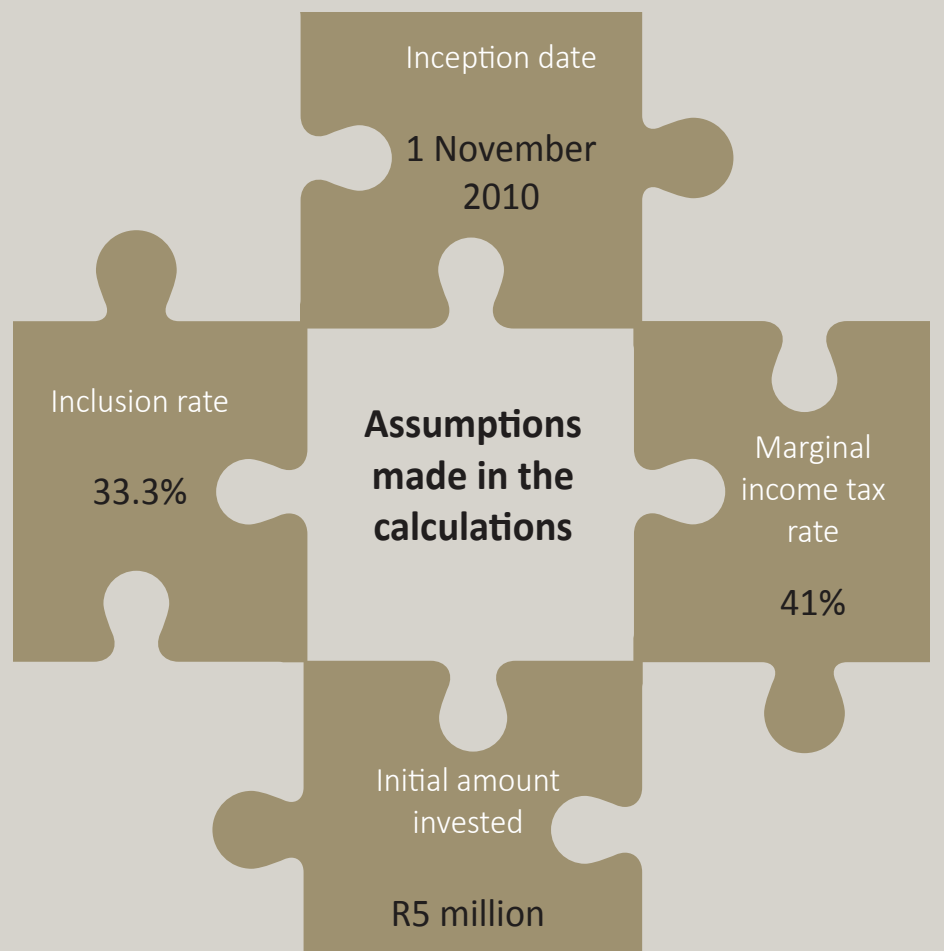 Inception date
1 November
2010
Inclusion rate
33.3%
Assumptions
made in the
calculations
Marginal
income tax
rate
41%
Initial amount
invested
R5 million